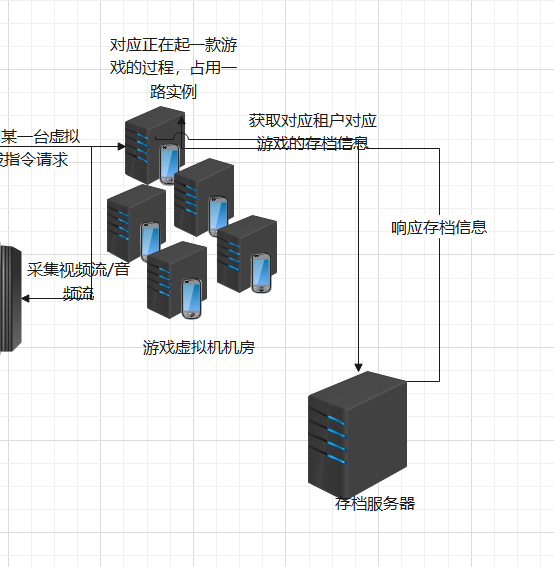 对应正在起一款游
戏的过程，占用一
路实例
某一台虚拟
指令请求
获取对应租户对应
游戏的存档信息
响应存档信息
采集视频流/音
频流
游戏虚拟机机房
存档服务器